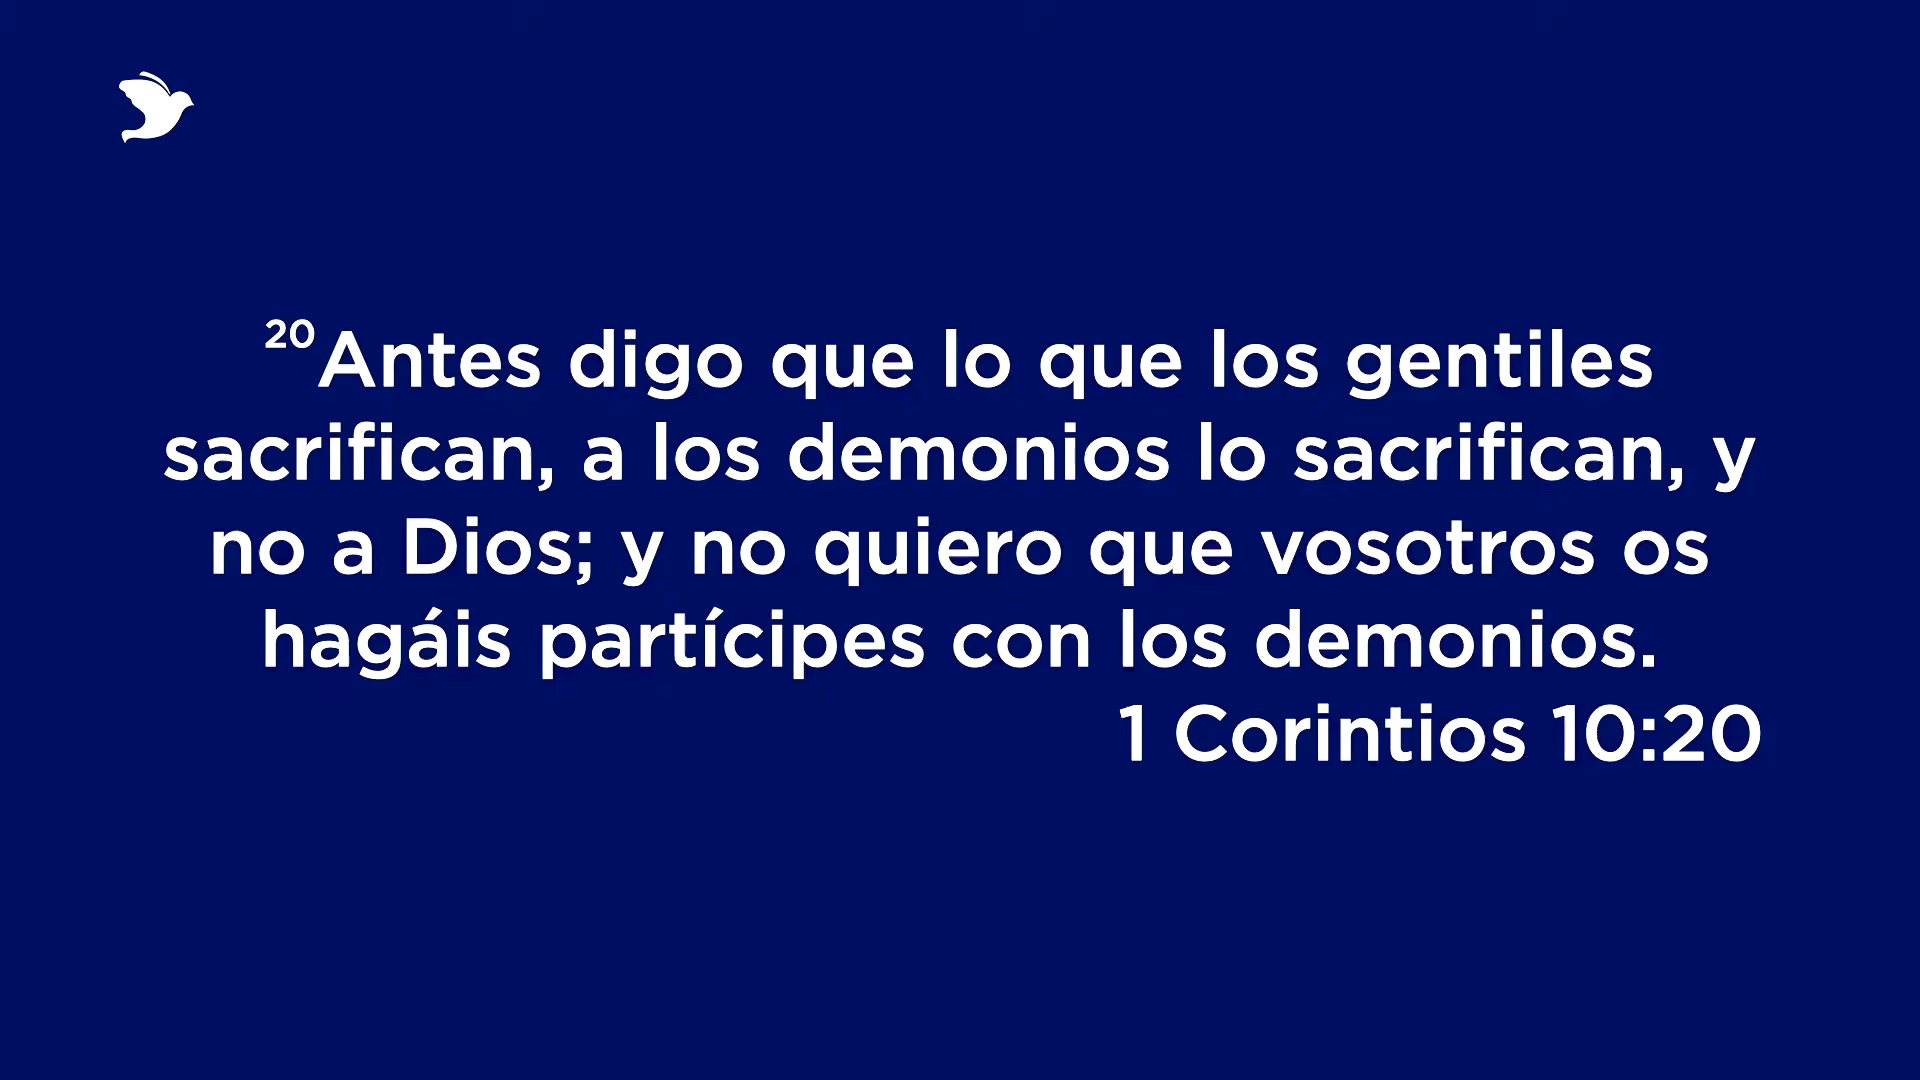 20Antes digo que lo que los gentiles
sacrifican, a los demonios lo sacrifican, y
no a Dios; y no quiero que vosotros os
hagáis partícipes con los demonios.
1 Corintios 10:20